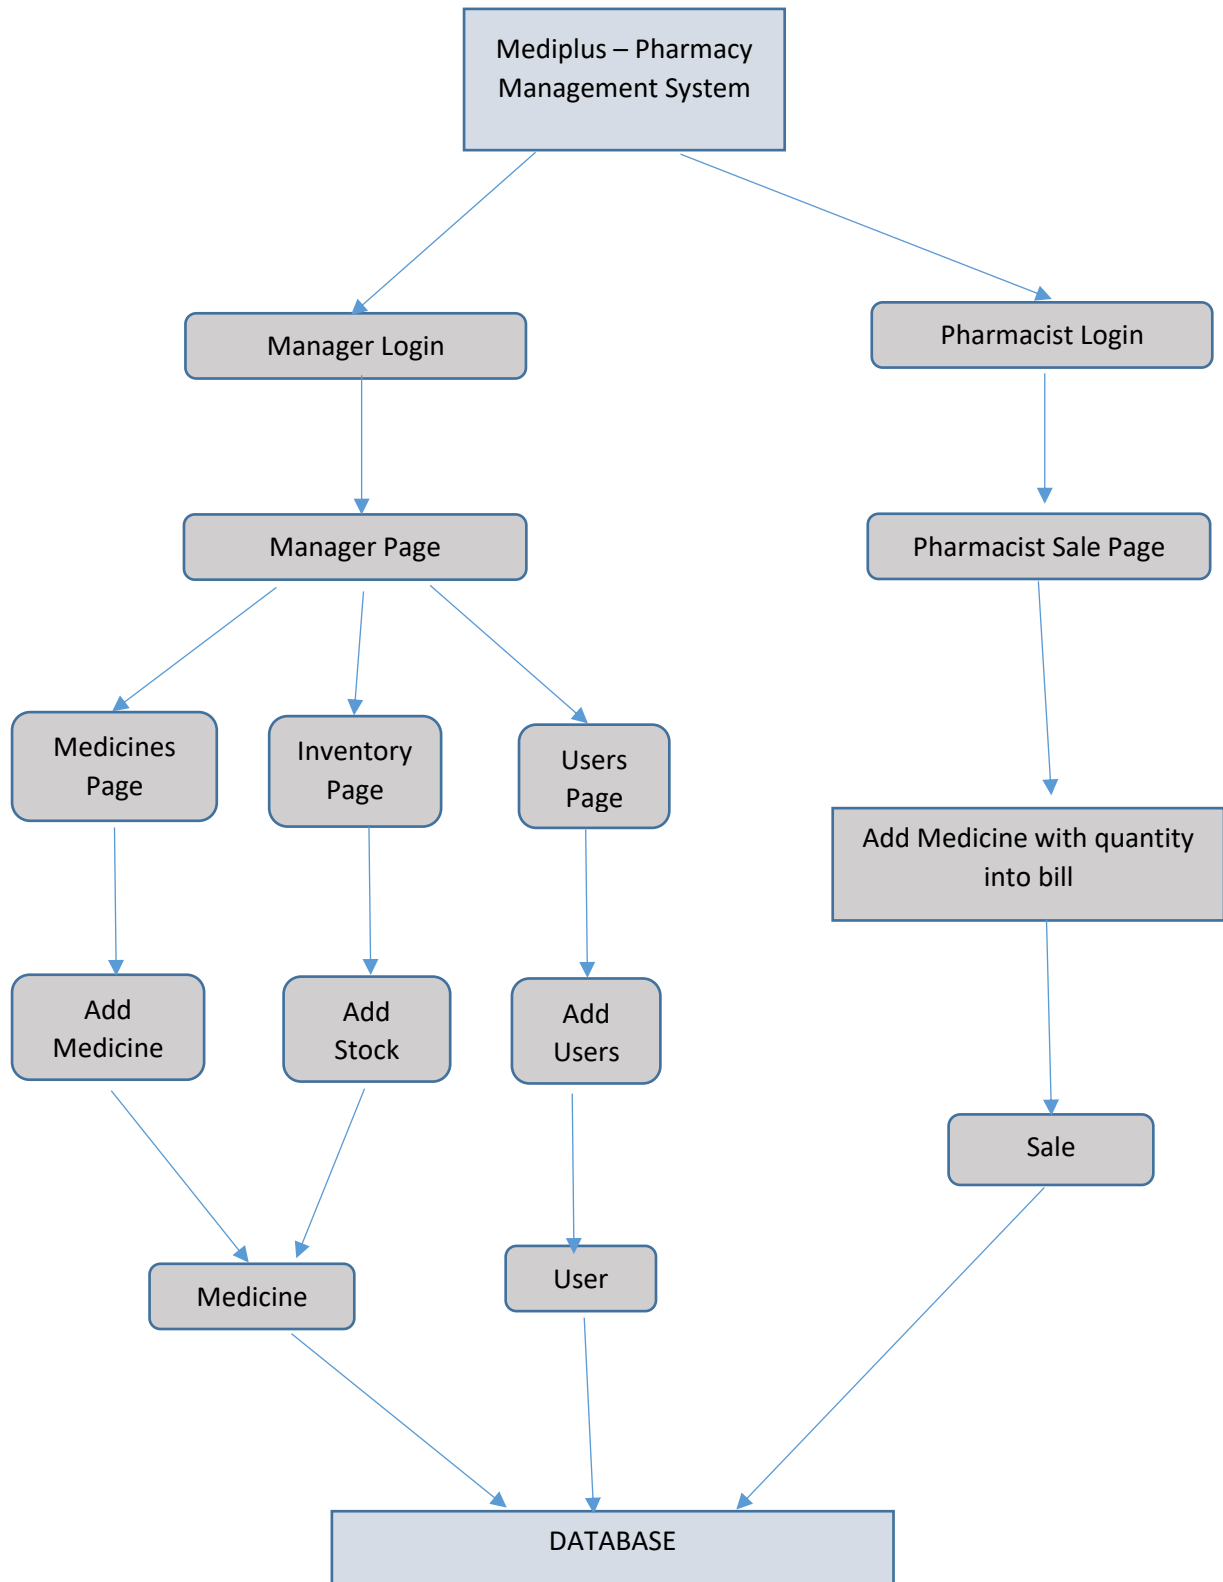 Mediplus – Pharmacy
Management System
Manager Login
Pharmacist Login
Manager Page
Pharmacist Sale Page
Medicines
Page
Inventory
Page
Users
Page
Add Medicine with quantity
into bill
Add
Medicine
Add
Stock
Add
Users
Sale
Medicine
User
DATABASE